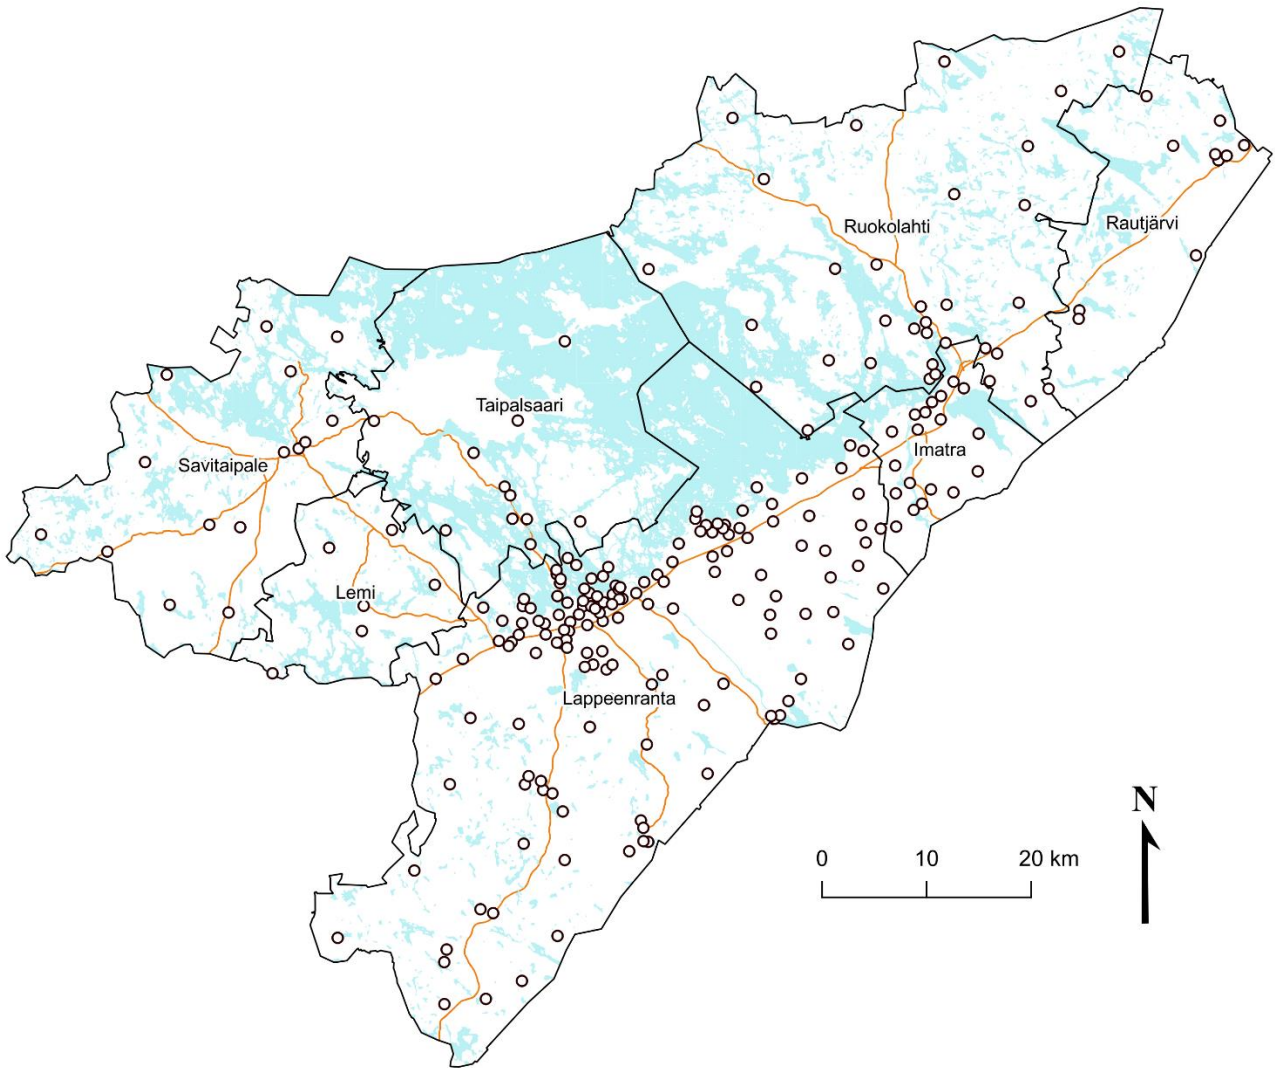 Ruokolahti
Rautjärvi
Taipalsaari
Imatra
Savitaipale
Lemi
Lappeenranta
N
0 10 20 km